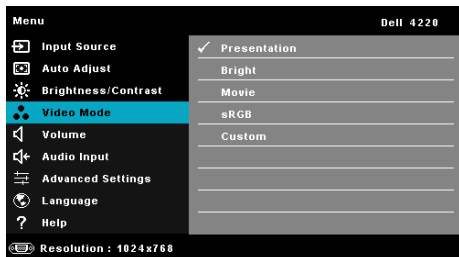 Menu Dell 4220
Input Source ✓ Presentation
Auto Adjust Bright
Brightness/Contrast Movie
Video Mode sRGB
Volume Custom
Audio Input
Advanced Settings
Language
? Help
Resolution : 1024x768